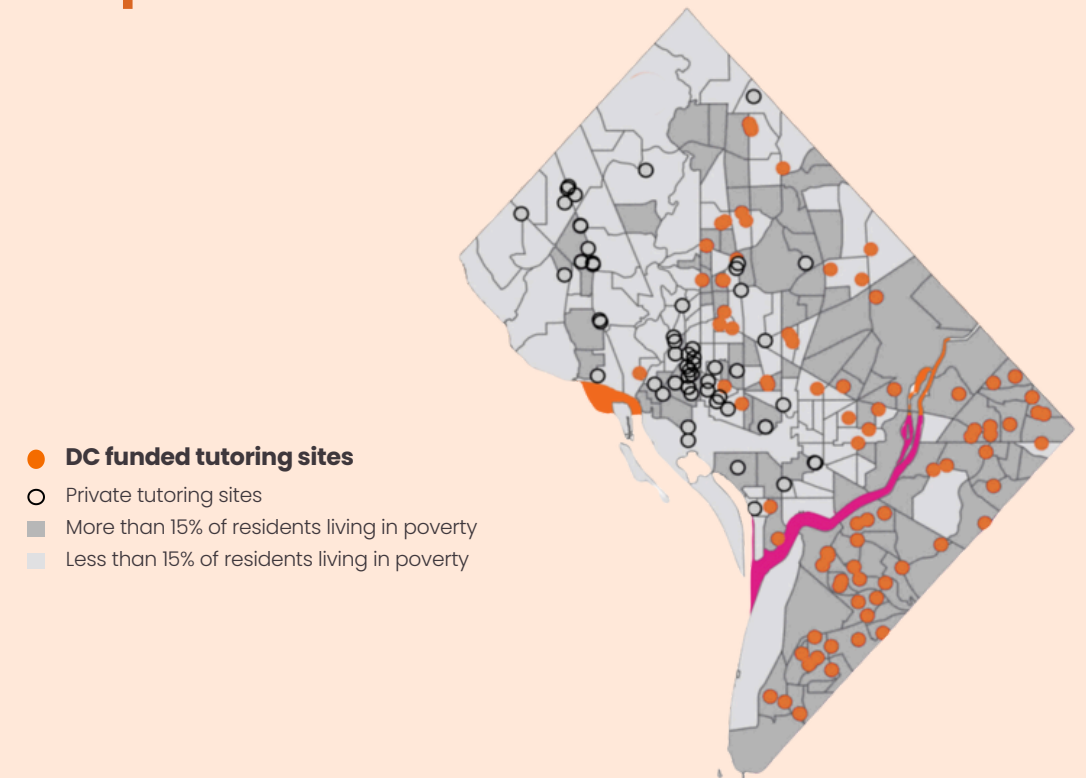 DC funded tutoring sites
Private tutoring sites
More than 15% of residents living in poverty
Less than 15% of residents living in poverty